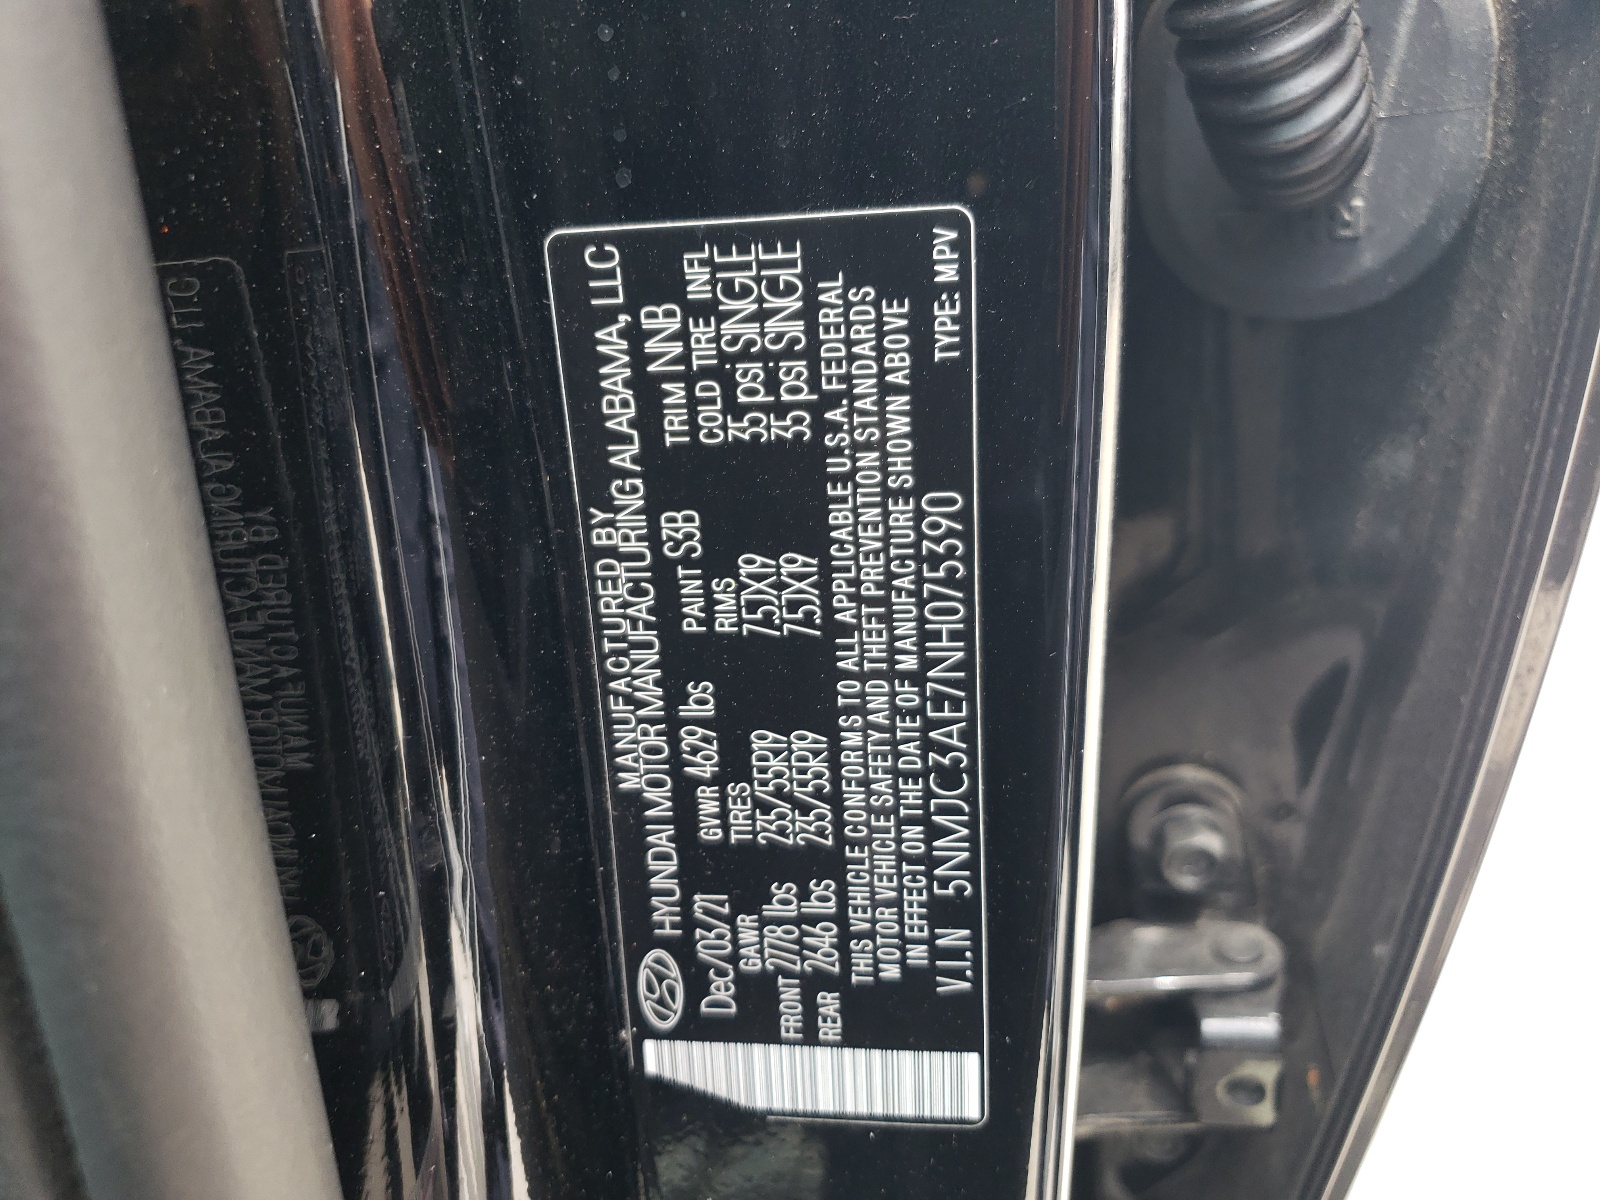 MANUFACTURED BY
HYUNDAI MOTOR MANUFACTURING ALABAMA, LLC
Dec/03/21 GVWR 4629 lbs PAINT S3B TRIM NNB
GAWR TIRES RIMS COLD TIRE INFL
FRONT 2778 lbs 235/55R19 7.5JX19 35 psi SINGLE
REAR 2646 lbs 235/55R19 7.5JX19 35 psi SINGLE
THIS VEHICLE CONFORMS TO ALL APPLICABLE U.S.A. FEDERAL
MOTOR VEHICLE SAFETY AND THEFT PREVENTION STANDARDS
IN EFFECT ON THE DATE OF MANUFACTURE SHOWN ABOVE
V.I.N 5NMJC3AE7NH075390 TYPE: MPV